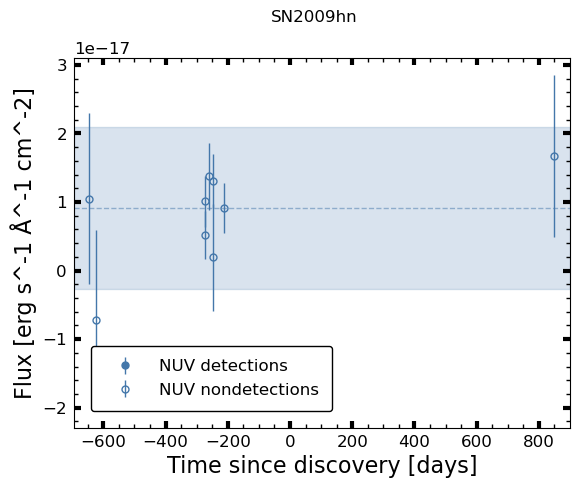 SN2009hn
1e−17
3
2
1
0
−1
−2
Flux [erg s^-1 Å^-1 cm^-2]
NUV detections
NUV nondetections
−600 −400 −200 0 200 400 600 800
Time since discovery [days]